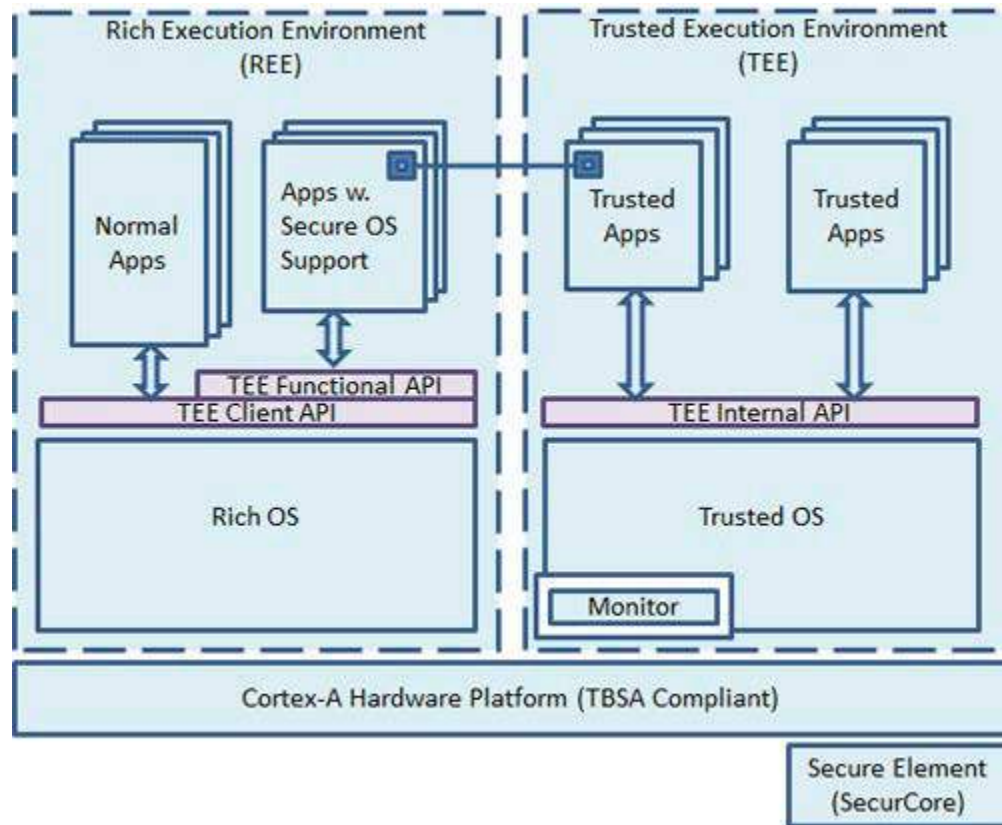 Rich Execution Environment
(REE)
Trusted Execution Environment
(TEE)
Normal
Apps
Apps w.
Secure OS
Support
Trusted
Apps
Trusted
Apps
TEE Functional API
TEE Client API
TEE Internal API
Rich OS
Trusted OS
Monitor
Cortex-A Hardware Platform (TBSA Compliant)
Secure Element
(SecurCore)